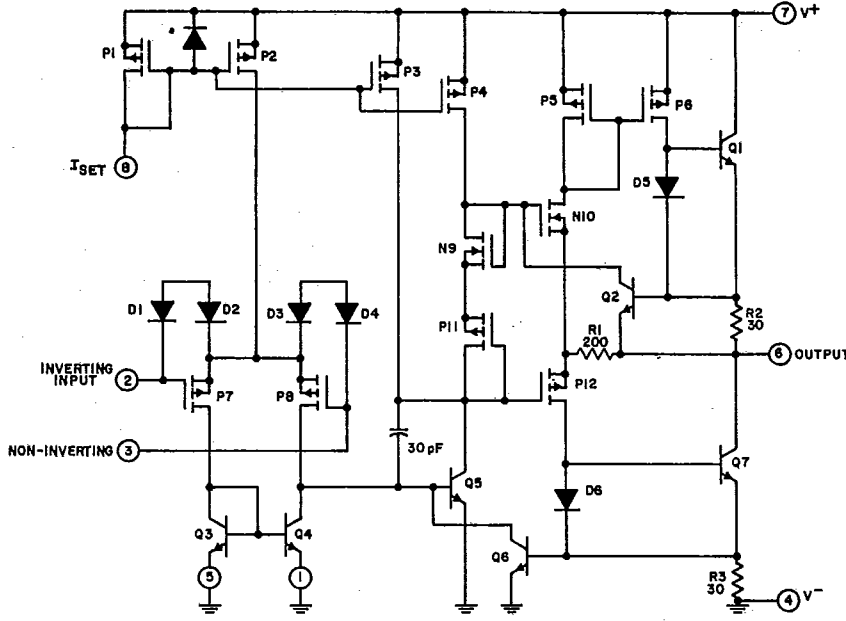 7 V+
P1
P2
P3
P4
P5
P6
Q1
ISET
8
D5
N10
N9
Q2
D1
D2
D3
D4
R2
30
P11
R1
200
6 OUTPUT
INVERTING
INPUT
2
P7
P8
P12
NON-INVERTING 3
30pF
Q5
Q7
D6
Q3
Q4
Q6
5
1
R3
30
4 V-